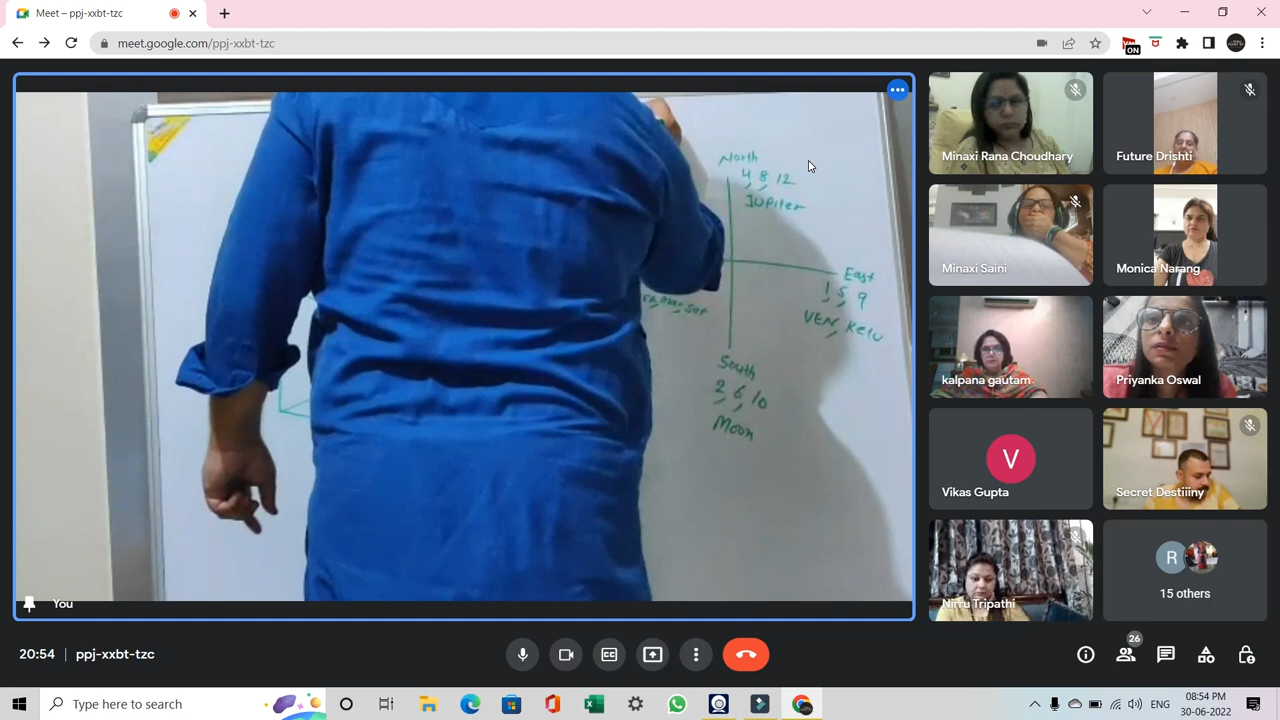 Meet – ppj-xxbt-tzc
meet.google.com/ppj-xxbt-tzc
ON
North
4 8 12
Jupiter
East
1 5 9
VEN, Ketu
South
2 6 10
Moon
You
Minaxi Rana Choudhary
Future Drishti
Minaxi Saini
Monica Narang
kalpana gautam
Priyanka Oswal
V
Vikas Gupta
Secret Destiiiny
Nirru Tripathi
R
15 others
20:54 | ppj-xxbt-tzc
CC
26
Type here to search
ENG
08:54 PM
30-06-2022